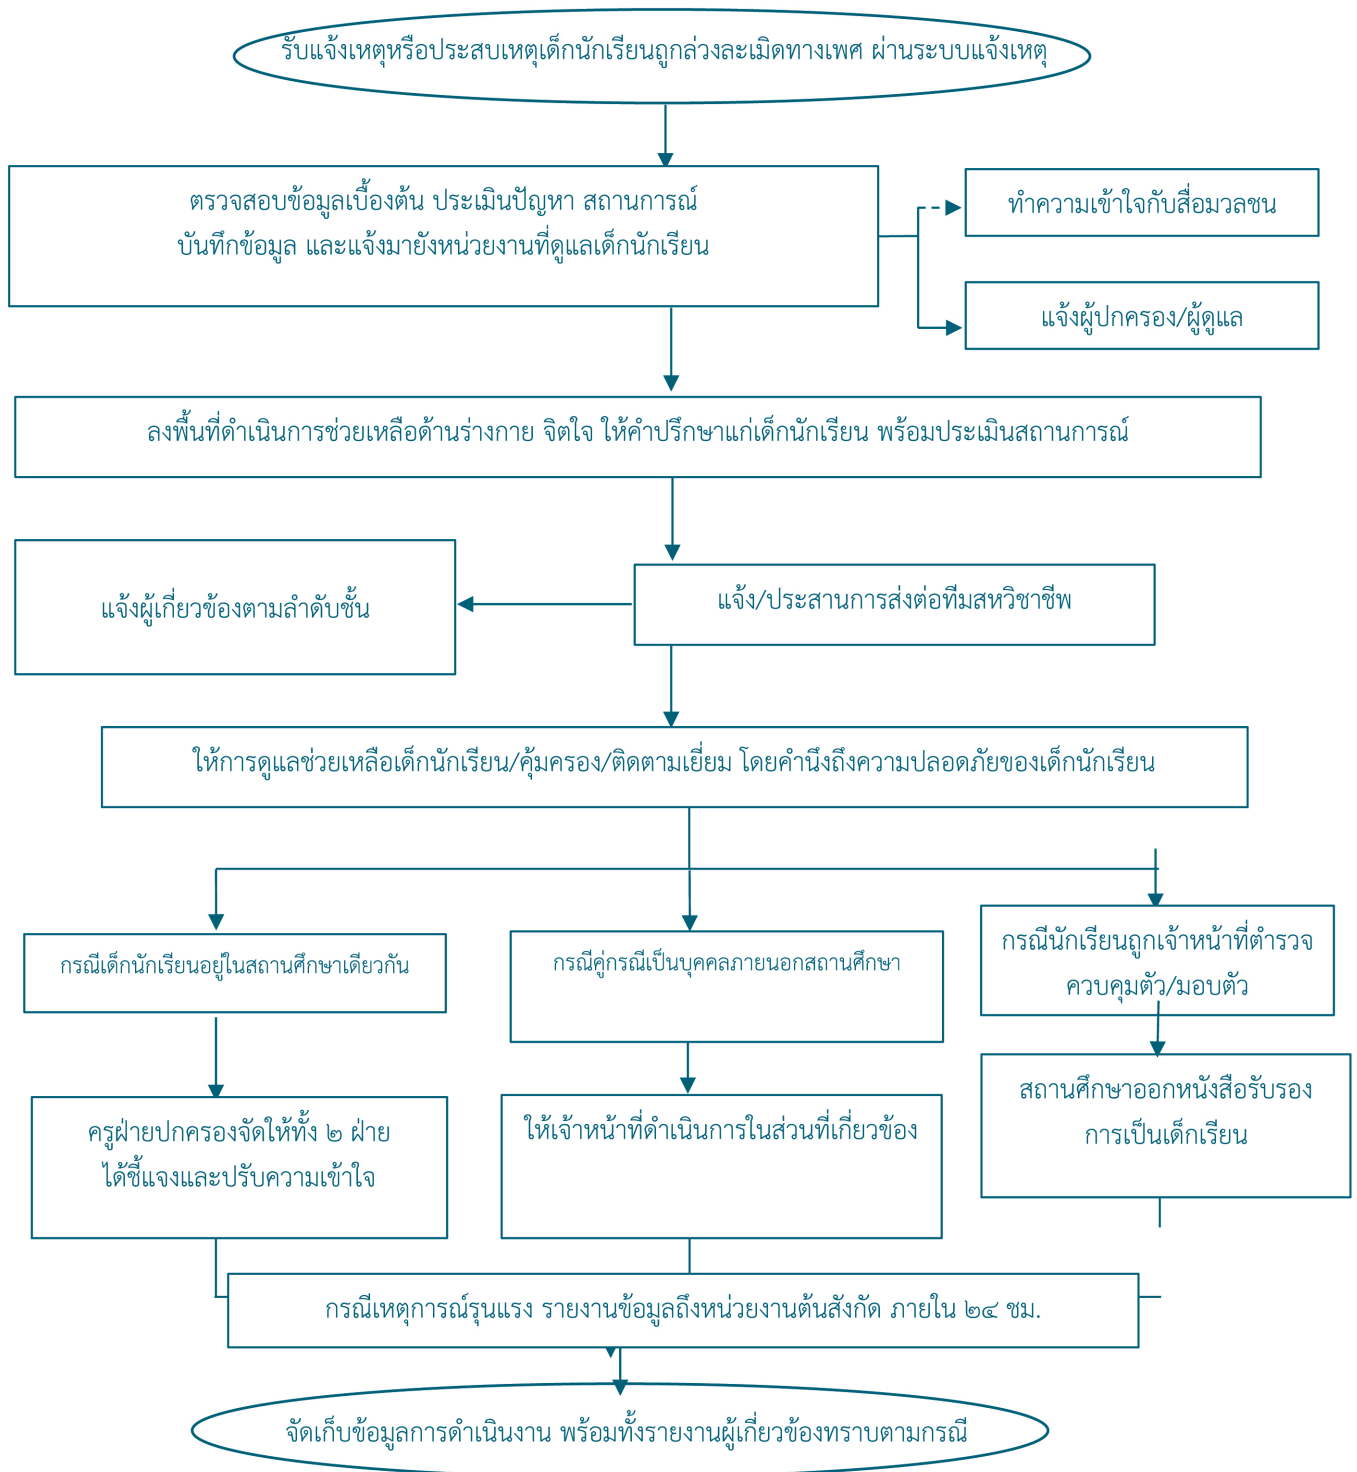 รับแจ้งเหตุหรือประสบเหตุเด็กนักเรียนถูกล่วงละเมิดทางเพศ ผ่านระบบแจ้งเหตุ
ตรวจสอบข้อมูลเบื้องต้น ประเมินปัญหา สถานการณ์
บันทึกข้อมูล และแจ้งมายังหน่วยงานที่ดูแลเด็กนักเรียน
ทำความเข้าใจกับสื่อมวลชน
แจ้งผู้ปกครอง/ผู้ดูแล
ลงพื้นที่ดำเนินการช่วยเหลือด้านร่างกาย จิตใจ ให้คำปรึกษาแก่เด็กนักเรียน พร้อมประเมินสถานการณ์
แจ้งผู้เกี่ยวข้องตามลำดับชั้น
แจ้ง/ประสานการส่งต่อทีมสหวิชาชีพ
ให้การดูแลช่วยเหลือเด็กนักเรียน/คุ้มครอง/ติดตามเยี่ยม โดยคำนึงถึงความปลอดภัยของเด็กนักเรียน
กรณีเด็กนักเรียนอยู่ในสถานศึกษาเดียวกัน
กรณีคู่กรณีเป็นบุคคลภายนอกสถานศึกษา
กรณีนักเรียนถูกเจ้าหน้าที่ตำรวจ
ควบคุมตัว/มอบตัว
ครูฝ่ายปกครองจัดให้ทั้ง ๒ ฝ่าย
ได้ชี้แจงและปรับความเข้าใจ
ให้เจ้าหน้าที่ดำเนินการในส่วนที่เกี่ยวข้อง
สถานศึกษาออกหนังสือรับรอง
การเป็นเด็กเรียน
กรณีเหตุการณ์รุนแรง รายงานข้อมูลถึงหน่วยงานต้นสังกัด ภายใน ๒๔ ชม.
จัดเก็บข้อมูลการดำเนินงาน พร้อมทั้งรายงานผู้เกี่ยวข้องทราบตามกรณี